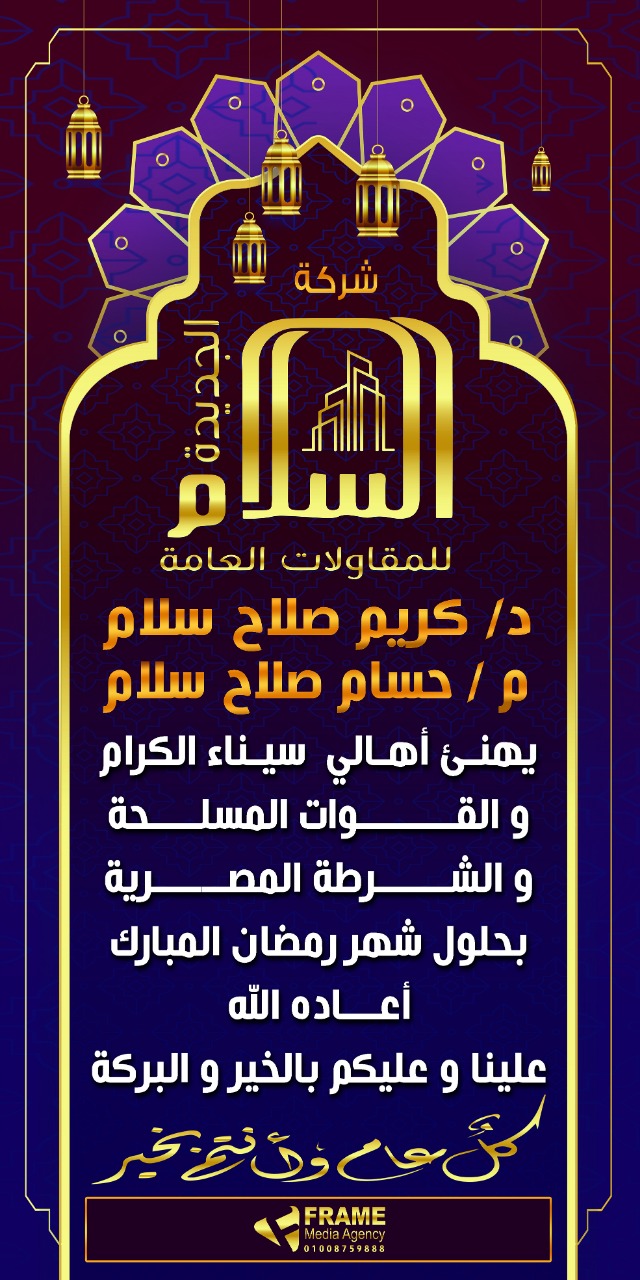 شركة
السلام
الجديدة
للمقاولات العامة
د/ كريم صلاح سلام
م / حسام صلاح سلام
يهنئ أهالي سيناء الكرام
و القوات المسلحة
و الشرطة المصرية
بحلول شهر رمضان المبارك
أعاده الله
علينا و عليكم بالخير و البركة
كل عام وأنتم بخير
FRAME
Media Agency
01008759888